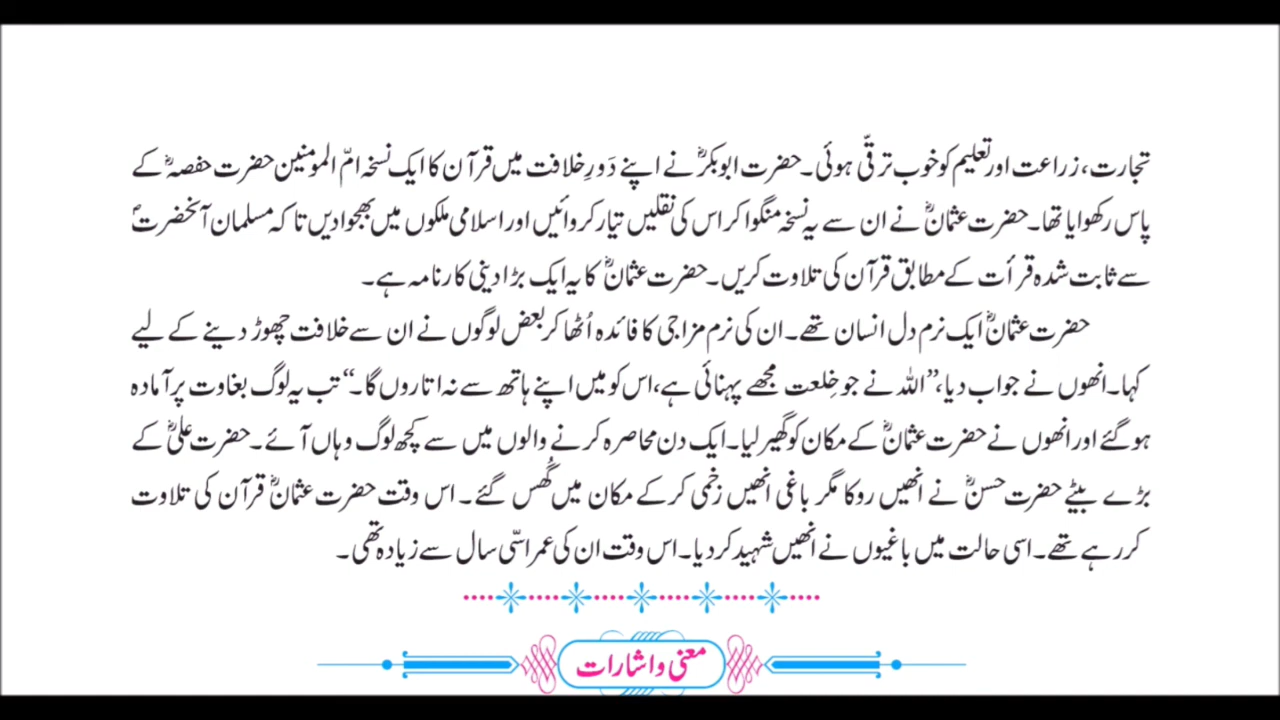 تجارت، زراعت اور تعلیم کو خوب ترقّی ہوئی۔ حضرت ابوبکرؓ نے اپنے دَورِ خلافت میں قرآن کا ایک نسخہ امّ المومنین حضرت حفصہؓ کے
پاس رکھوایا تھا۔ حضرت عثمانؓ نے ان سے یہ نسخہ منگوا کر اس کی نقلیں تیار کروائیں اور اسلامی ملکوں میں بھجوا دیں تاکہ مسلمان آنحضرتؐ
سے ثابت شدہ قرأت کے مطابق قرآن کی تلاوت کریں۔ حضرت عثمانؓ کا یہ ایک بڑا دینی کارنامہ ہے۔
حضرت عثمانؓ ایک نرم دل انسان تھے۔ ان کی نرم مزاجی کا فائدہ اُٹھا کر بعض لوگوں نے ان سے خلافت چھوڑ دینے کے لیے
کہا۔ انھوں نے جواب دیا، ”اللہ نے جو خِلعت مجھے پہنائی ہے، اس کو میں اپنے ہاتھ سے نہ اتاروں گا۔“ تب یہ لوگ بغاوت پر آمادہ
ہوگئے اور انھوں نے حضرت عثمانؓ کے مکان کو گھیر لیا۔ ایک دن محاصرہ کرنے والوں میں سے کچھ لوگ وہاں آئے۔ حضرت علیؓ کے
بڑے بیٹے حضرت حسنؓ نے انھیں روکا مگر باغی انھیں زخمی کرکے مکان میں گُھس گئے۔ اس وقت حضرت عثمانؓ قرآن کی تلاوت
کر رہے تھے۔ اسی حالت میں باغیوں نے انھیں شہید کر دیا۔ اس وقت ان کی عمر اسّی سال سے زیادہ تھی۔
معنی و اشارات